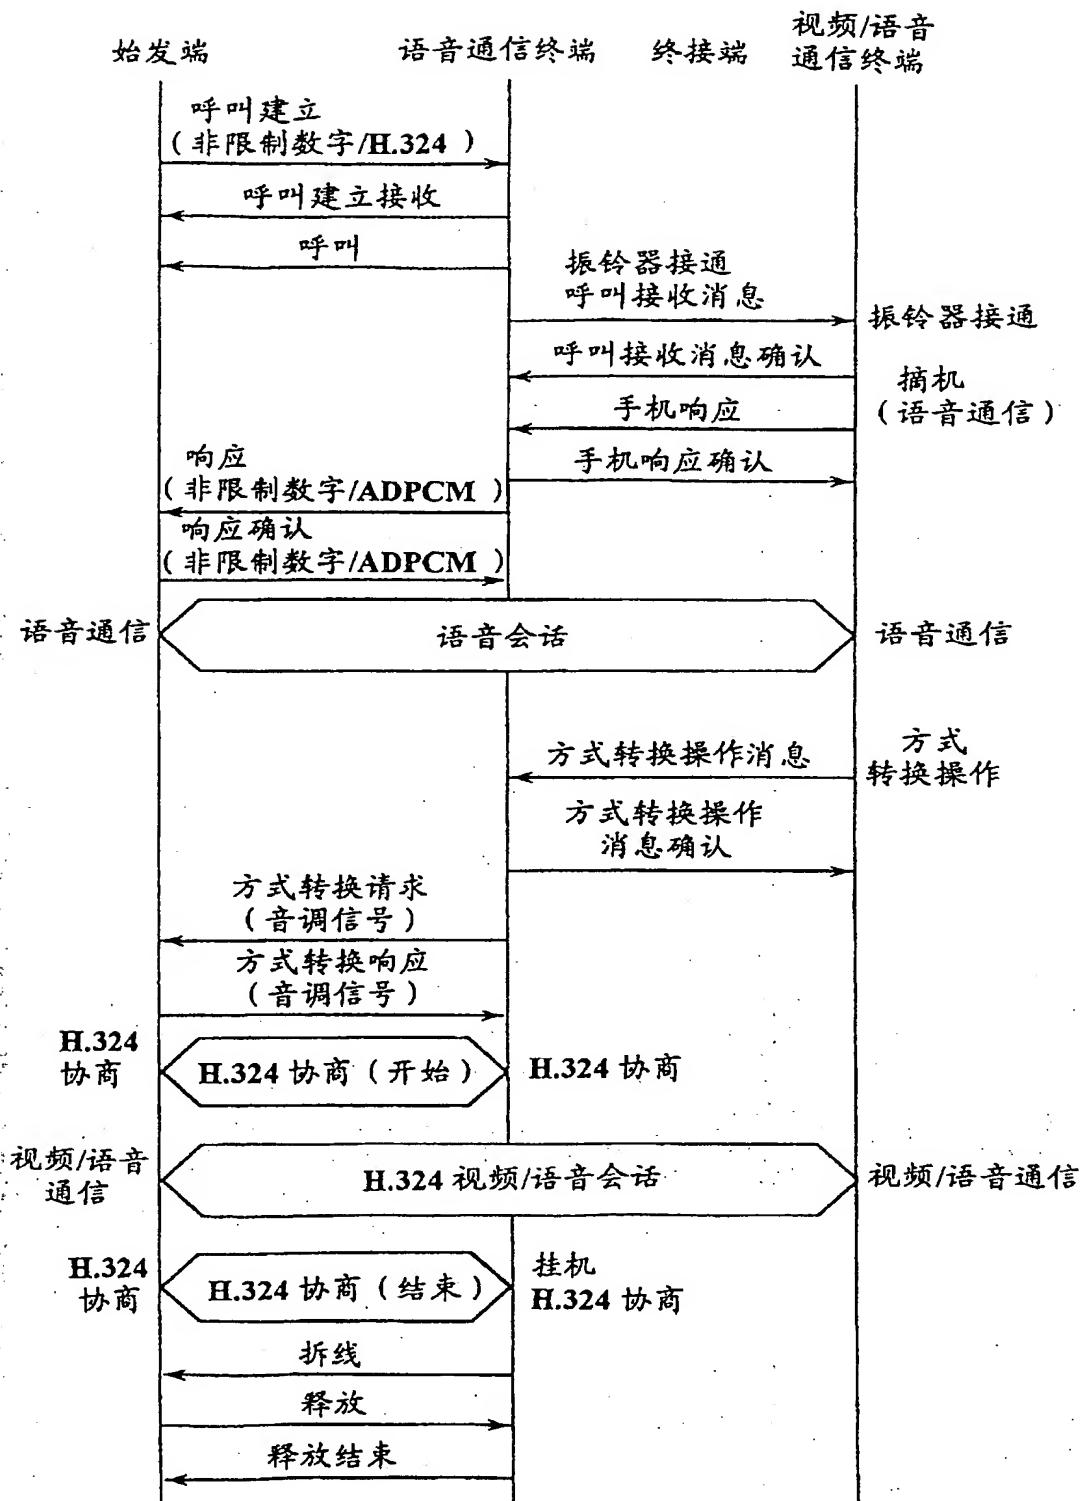 始发端
语音通信终端
终接端
视频/语音
通信终端
呼叫建立
(非限制数字/H.324)
呼叫建立接收
呼叫
振铃器接通
呼叫接收消息
振铃器接通
呼叫接收消息确认
摘机
(语音通信)
手机响应
手机响应确认
响应
(非限制数字/ADPCM)
响应确认
(非限制数字/ADPCM)
语音通信
语音会话
语音通信
方式转换操作消息
方式
转换操作
方式转换操作
消息确认
方式转换请求
(音调信号)
方式转换响应
(音调信号)
H.324
协商
H.324 协商(开始)
H.324 协商
视频/语音
通信
H.324 视频/语音会话
视频/语音通信
H.324
协商
H.324 协商(结束)
挂机
H.324 协商
拆线
释放
释放结束